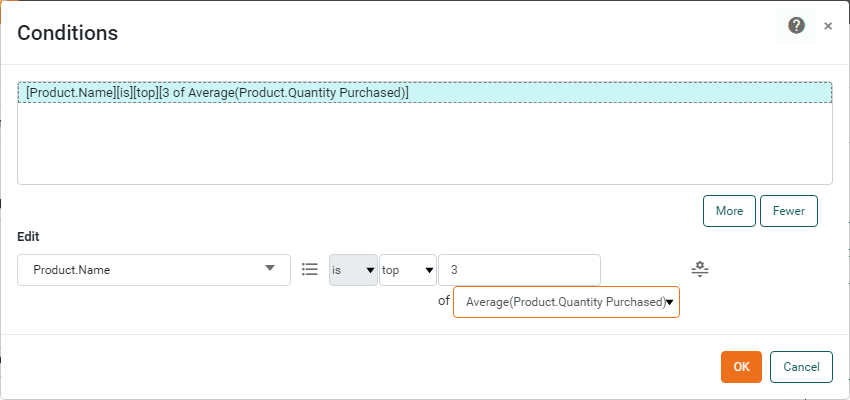 Conditions
[Product.Name][is][top][3 of Average(Product.Quantity Purchased)]
More Fewer
Edit
Product.Name is top 3
of Average(Product.Quantity Purchased)
OK Cancel